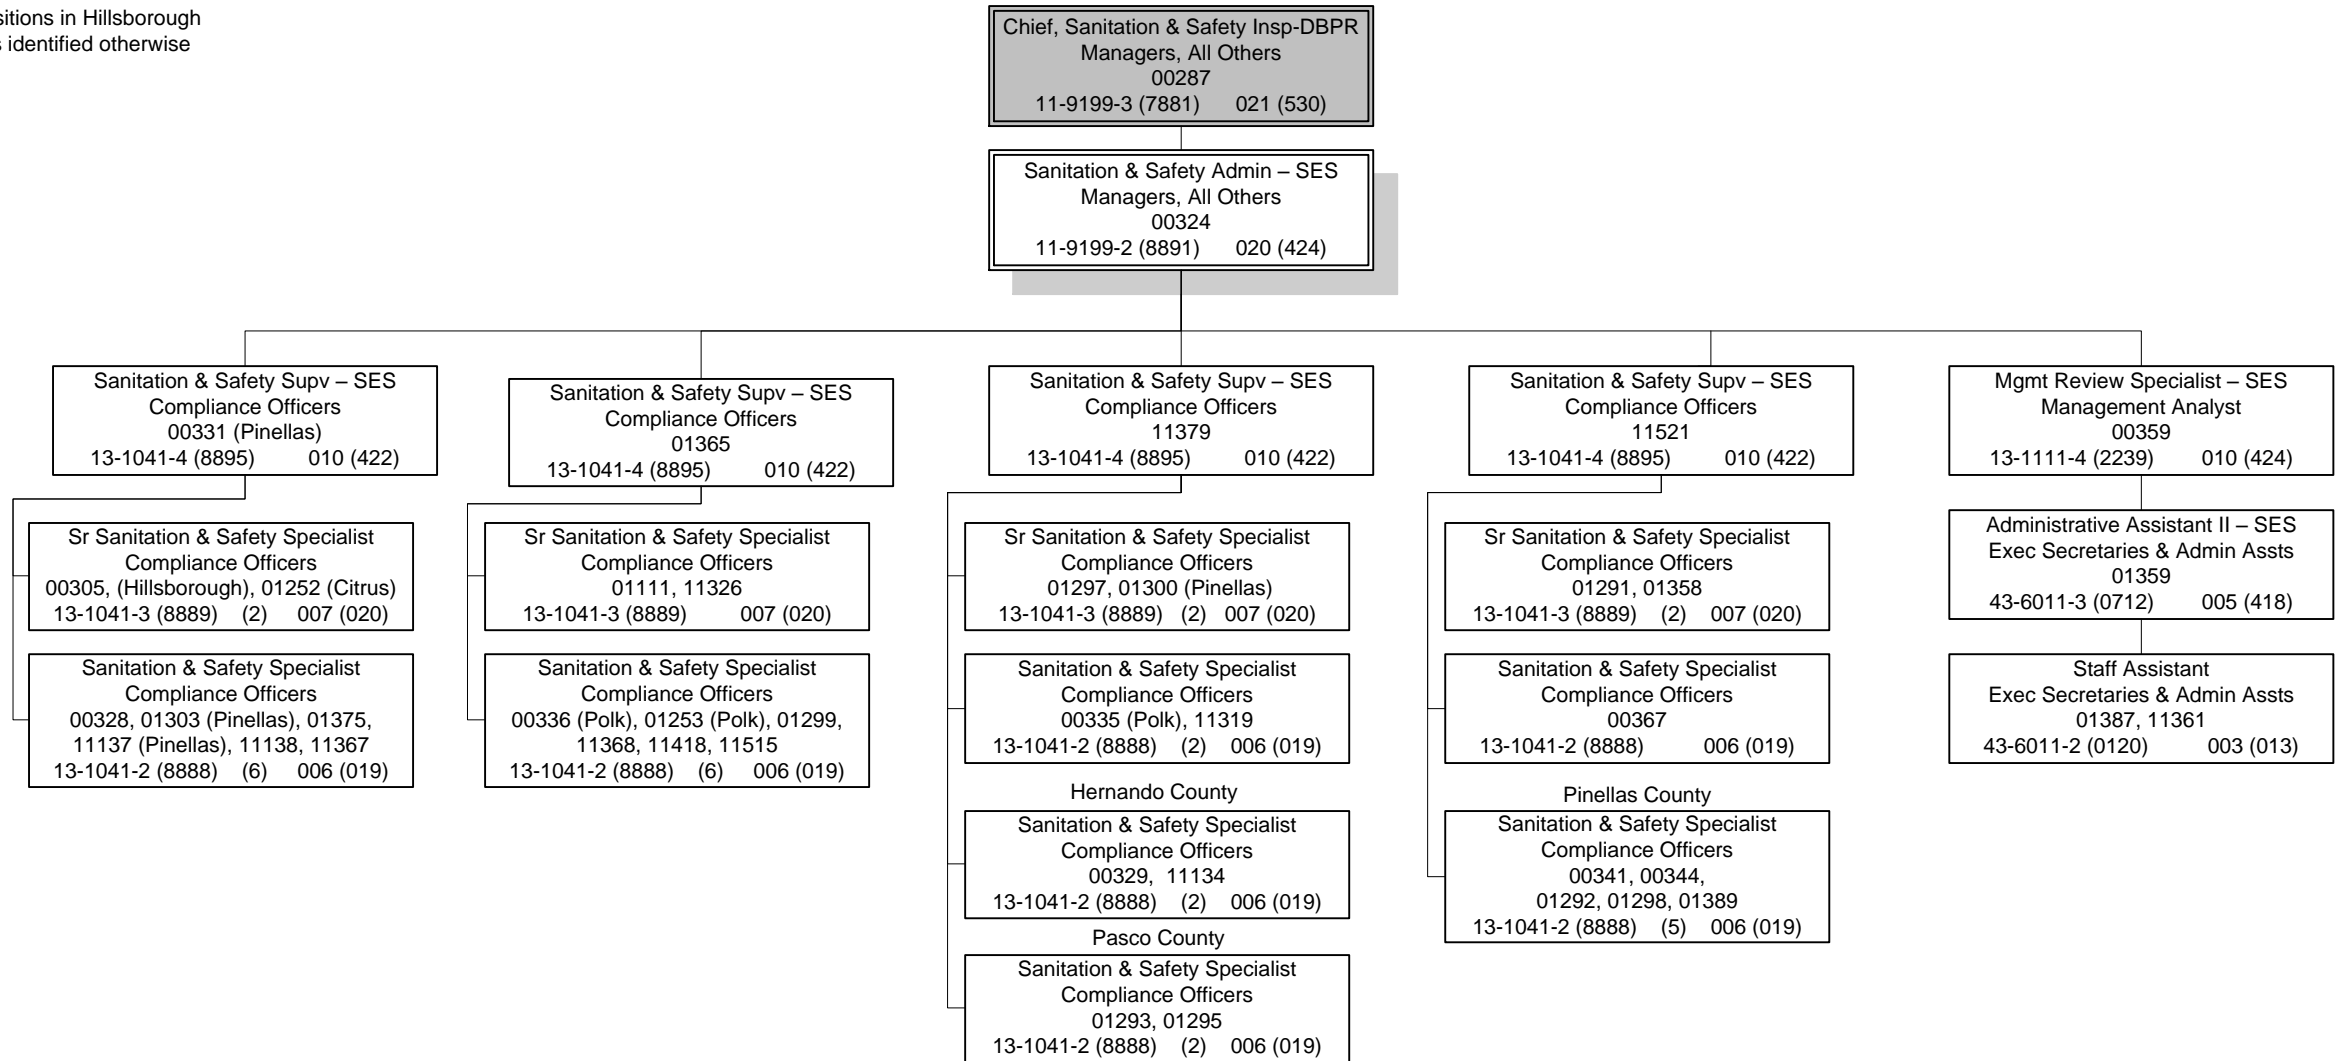 sitions in Hillsborough
identified otherwise
Chief, Sanitation & Safety Insp-DBPR
Managers, All Others
00287
11-9199-3 (7881) 021 (530)
Sanitation & Safety Admin – SES
Managers, All Others
00324
11-9199-2 (8891) 020 (424)
Sanitation & Safety Supv – SES
Compliance Officers
00331 (Pinellas)
13-1041-4 (8895) 010 (422)
Sr Sanitation & Safety Specialist
Compliance Officers
00305, (Hillsborough), 01252 (Citrus)
13-1041-3 (8889) (2) 007 (020)
Sanitation & Safety Specialist
Compliance Officers
00328, 01303 (Pinellas), 01375,
11137 (Pinellas), 11138, 11367
13-1041-2 (8888) (6) 006 (019)
Sanitation & Safety Supv – SES
Compliance Officers
01365
13-1041-4 (8895) 010 (422)
Sr Sanitation & Safety Specialist
Compliance Officers
01111, 11326
13-1041-3 (8889) 007 (020)
Sanitation & Safety Specialist
Compliance Officers
00336 (Polk), 01253 (Polk), 01299,
11368, 11418, 11515
13-1041-2 (8888) (6) 006 (019)
Sanitation & Safety Supv – SES
Compliance Officers
11379
13-1041-4 (8895) 010 (422)
Sr Sanitation & Safety Specialist
Compliance Officers
01297, 01300 (Pinellas)
13-1041-3 (8889) (2) 007 (020)
Sanitation & Safety Specialist
Compliance Officers
00335 (Polk), 11319
13-1041-2 (8888) (2) 006 (019)
Hernando County
Sanitation & Safety Specialist
Compliance Officers
00329, 11134
13-1041-2 (8888) (2) 006 (019)
Pasco County
Sanitation & Safety Specialist
Compliance Officers
01293, 01295
13-1041-2 (8888) (2) 006 (019)
Sanitation & Safety Supv – SES
Compliance Officers
11521
13-1041-4 (8895) 010 (422)
Sr Sanitation & Safety Specialist
Compliance Officers
01291, 01358
13-1041-3 (8889) (2) 007 (020)
Sanitation & Safety Specialist
Compliance Officers
00367
13-1041-2 (8888) 006 (019)
Pinellas County
Sanitation & Safety Specialist
Compliance Officers
00341, 00344,
01292, 01298, 01389
13-1041-2 (8888) (5) 006 (019)
Mgmt Review Specialist – SES
Management Analyst
00359
13-1111-4 (2239) 010 (424)
Administrative Assistant II – SES
Exec Secretaries & Admin Assts
01359
43-6011-3 (0712) 005 (418)
Staff Assistant
Exec Secretaries & Admin Assts
01387, 11361
43-6011-2 (0120) 003 (013)